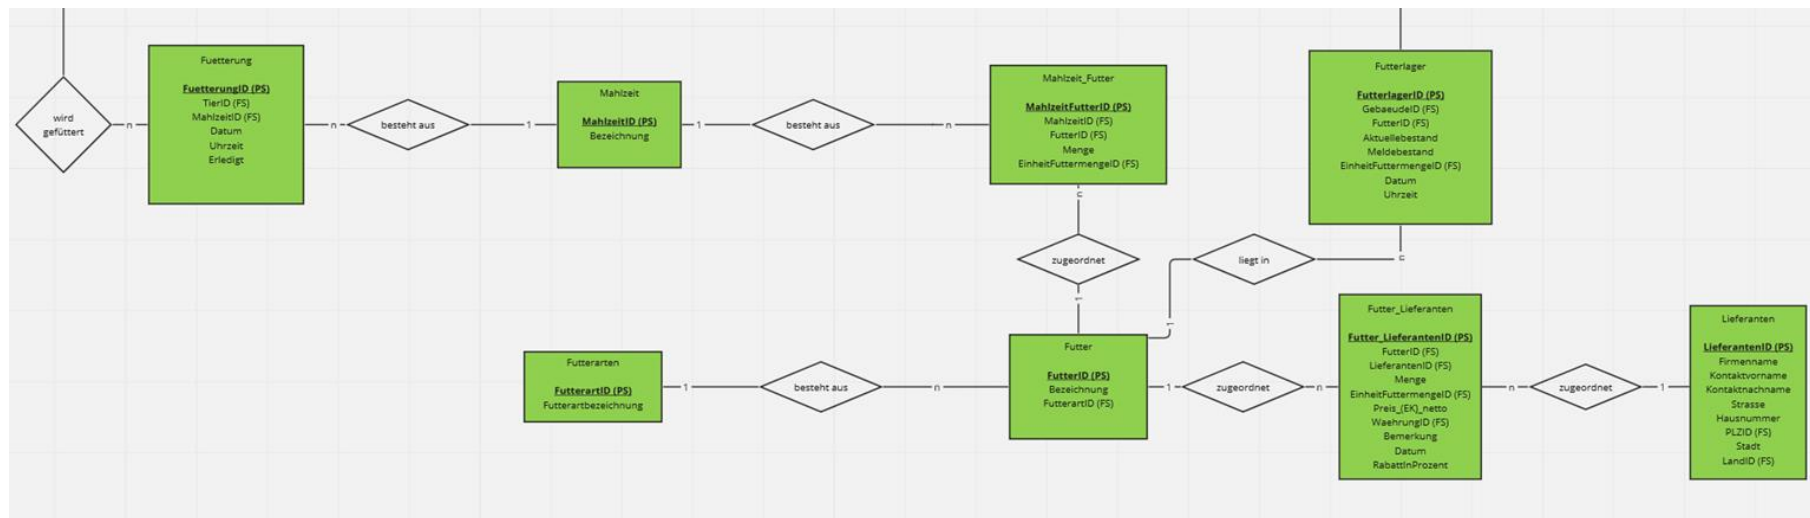 wird
gefüttert
n
Fuetterung
FuetterungID (PS)
TierID (FS)
MahlzeitID (FS)
Datum
Uhrzeit
Erledigt
n
besteht aus
1
Mahlzeit
MahlzeitID (PS)
Bezeichnung
1
besteht aus
n
Mahlzeit_Futter
MahlzeitFutterID (PS)
MahlzeitID (FS)
FutterID (FS)
Menge
EinheitFuttermengeID (FS)
n
zugeordnet
1
Futterlager
FutterlagerID (PS)
GebaeudeID (FS)
FutterID (FS)
Aktuellebestand
Meldebestand
EinheitFuttermengeID (FS)
Datum
Uhrzeit
n
liegt in
1
Futterarten
FutterartID (PS)
Futterartbezeichnung
1
besteht aus
n
Futter
FutterID (PS)
Bezeichnung
FutterartID (FS)
1
zugeordnet
n
Futter_Lieferanten
Futter_LieferantenID (PS)
FutterID (FS)
LieferantenID (FS)
Menge
EinheitFuttermengeID (FS)
Preis_(EK)_netto
WaehrungID (FS)
Bemerkung
Datum
RabattInProzent
n
zugeordnet
1
Lieferanten
LieferantenID (PS)
Firmenname
Kontaktvorname
Kontaktnachname
Strasse
Hausnummer
PLZID (FS)
Stadt
LandID (FS)